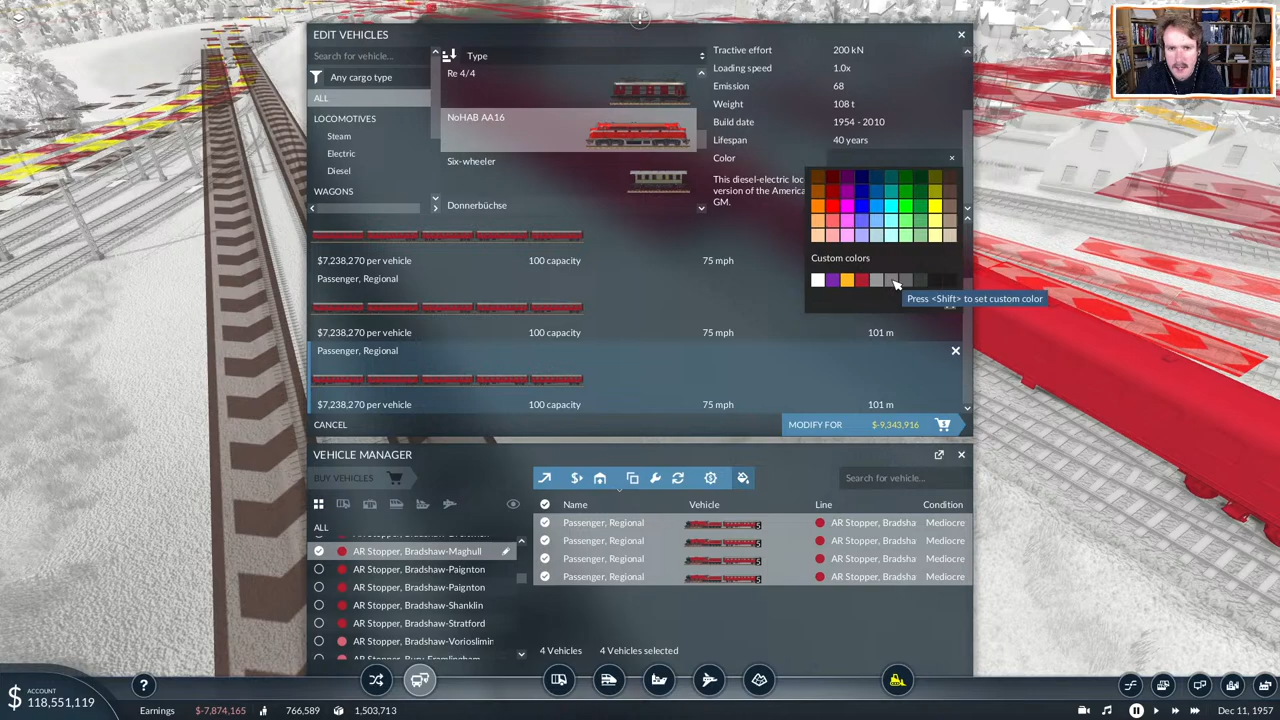 EDIT VEHICLES
Search for vehicle...
Type
Tractive effort
200 kN
Any cargo type
Re 4/4
Loading speed
1.0x
Emission
68
ALL
Weight
108 t
LOCOMOTIVES
NoHAB AA16
Build date
1954 - 2010
Steam
Lifespan
40 years
Electric
Six-wheeler
Color
Diesel
This diesel-electric loc
version of the America
GM.
WAGONS
Donnerbüchse
Custom colors
Press <Shift> to set custom color
$7,238,270 per vehicle
100 capacity
75 mph
Passenger, Regional
$7,238,270 per vehicle
100 capacity
75 mph
101 m
Passenger, Regional
$7,238,270 per vehicle
100 capacity
75 mph
101 m
CANCEL
MODIFY FOR
$-9,343,916
VEHICLE MANAGER
BUY VEHICLES
Search for vehicle...
Name
Vehicle
Line
Condition
ALL
Passenger, Regional
5
AR Stopper, Bradsha
Mediocre
Passenger, Regional
5
AR Stopper, Bradsha
Mediocre
Passenger, Regional
5
AR Stopper, Bradsha
Mediocre
Passenger, Regional
5
AR Stopper, Bradsha
Mediocre
AR Stopper, Bradshaw-Maghull
AR Stopper, Bradshaw-Paignton
AR Stopper, Bradshaw-Paignton
AR Stopper, Bradshaw-Shanklin
AR Stopper, Bradshaw-Stratford
AR Stopper, Bradshaw-Vorioslimin
4 Vehicles
4 Vehicles selected
$
ACCOUNT
118,551,119
?
Earnings
$-7,874,165
766,589
1,503,713
Dec 11, 1957